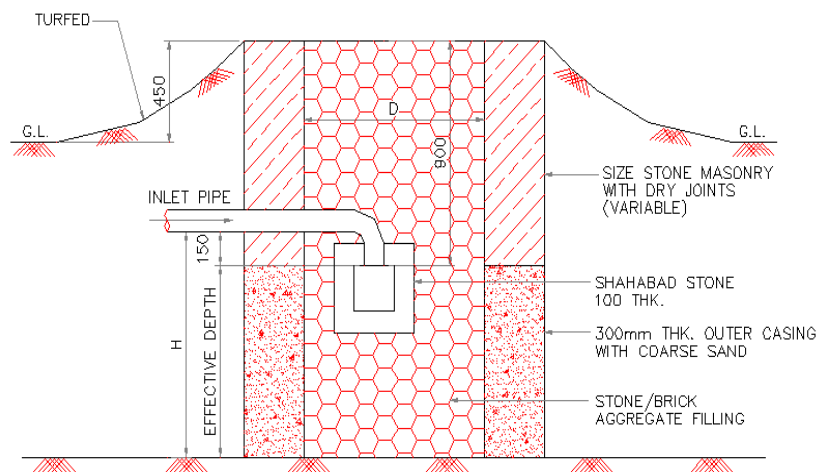 TURFED
450
G.L.
G.L.
D
900
INLET PIPE
150
H
EFFECTIVE DEPTH
SIZE STONE MASONRY
WITH DRY JOINTS
(VARIABLE)
SHAHABAD STONE
100 THK.
300mm THK. OUTER CASING
WITH COARSE SAND
STONE/BRICK
AGGREGATE FILLING